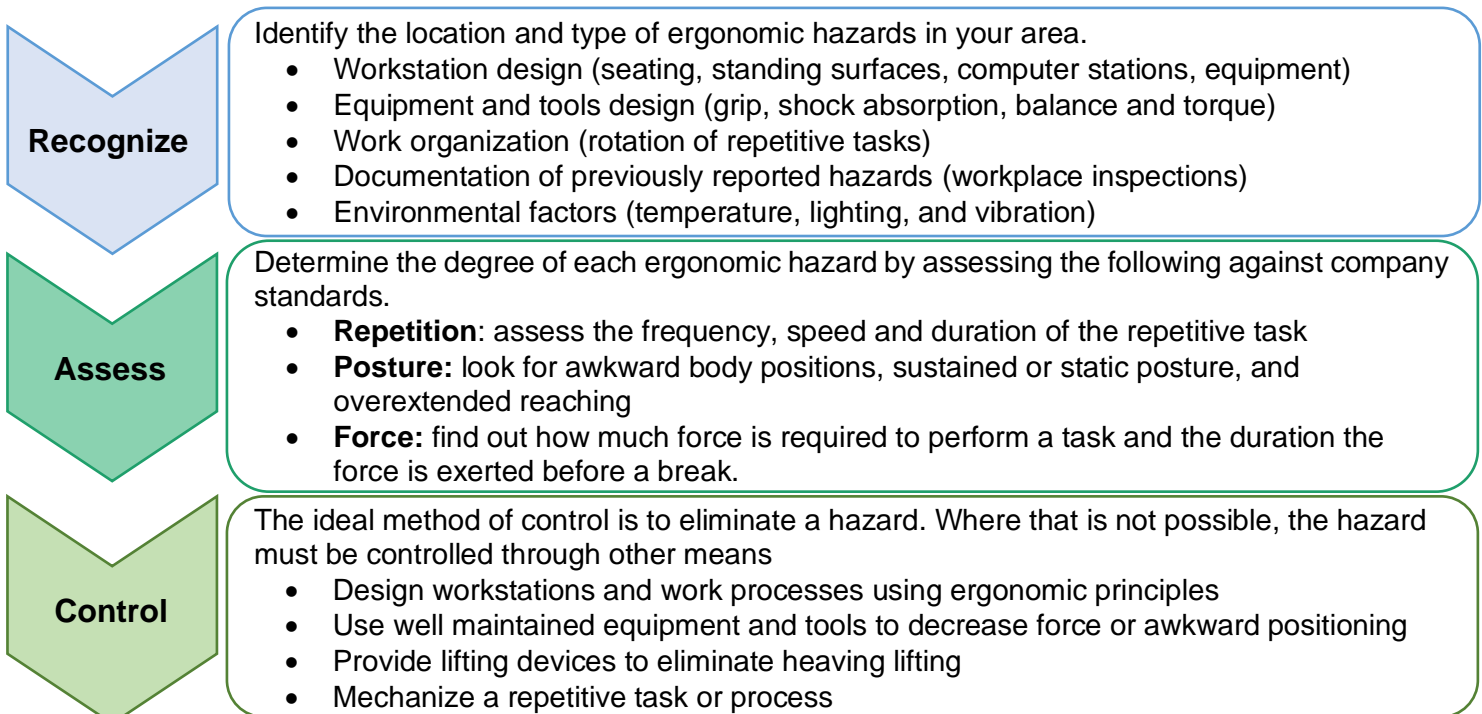 Recognize
Identify the location and type of ergonomic hazards in your area.
• Workstation design (seating, standing surfaces, computer stations, equipment)
• Equipment and tools design (grip, shock absorption, balance and torque)
• Work organization (rotation of repetitive tasks)
• Documentation of previously reported hazards (workplace inspections)
• Environmental factors (temperature, lighting, and vibration)
Assess
Determine the degree of each ergonomic hazard by assessing the following against company
standards.
• Repetition: assess the frequency, speed and duration of the repetitive task
• Posture: look for awkward body positions, sustained or static posture, and
overextended reaching
• Force: find out how much force is required to perform a task and the duration the
force is exerted before a break.
Control
The ideal method of control is to eliminate a hazard. Where that is not possible, the hazard
must be controlled through other means
• Design workstations and work processes using ergonomic principles
• Use well maintained equipment and tools to decrease force or awkward positioning
• Provide lifting devices to eliminate heaving lifting
• Mechanize a repetitive task or process